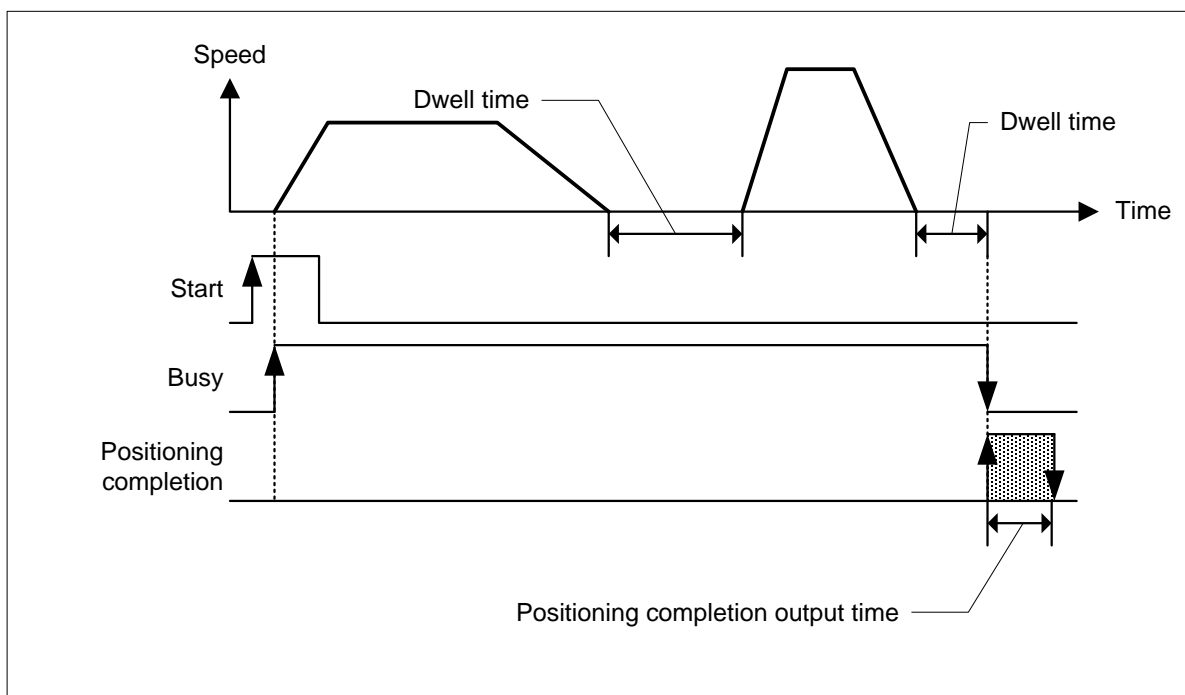 Speed
Dwell time
Dwell time
Time
Start
Busy
Positioning
completion
Positioning completion output time